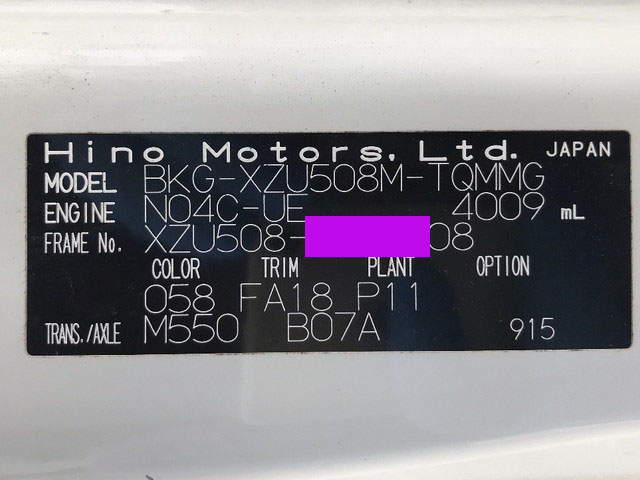 Hino Motors, Ltd. JAPAN
MODEL BKG-XZU508M-TQMMG
ENGINE N04C-UE 4009 mL
FRAME No. XZU508- 08
COLOR TRIM PLANT OPTION
058 FA18 P11
TRANS./AXLE M550 B07A 915